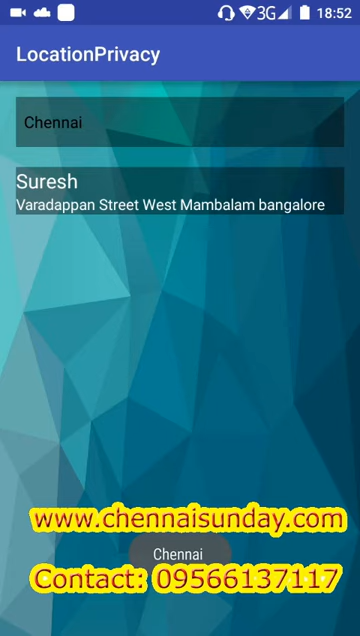 3G 18:52
LocationPrivacy
Chennai
Suresh
Varadappan Street West Mambalam bangalore
www.chennaisunday.com
Chennai
Contact: 09566137117